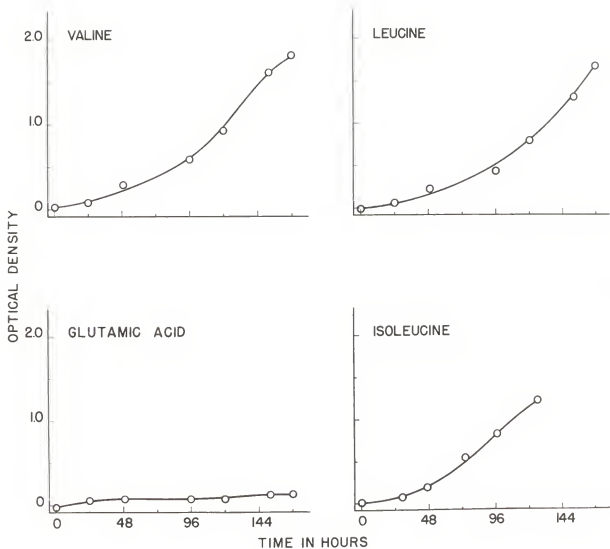 VALINE
LEUCINE
2.0
1.0
0
GLUTAMIC ACID
ISOLEUCINE
2.0
1.0
0
0 48 96 144
0 48 96 144
OPTICAL DENSITY
TIME IN HOURS